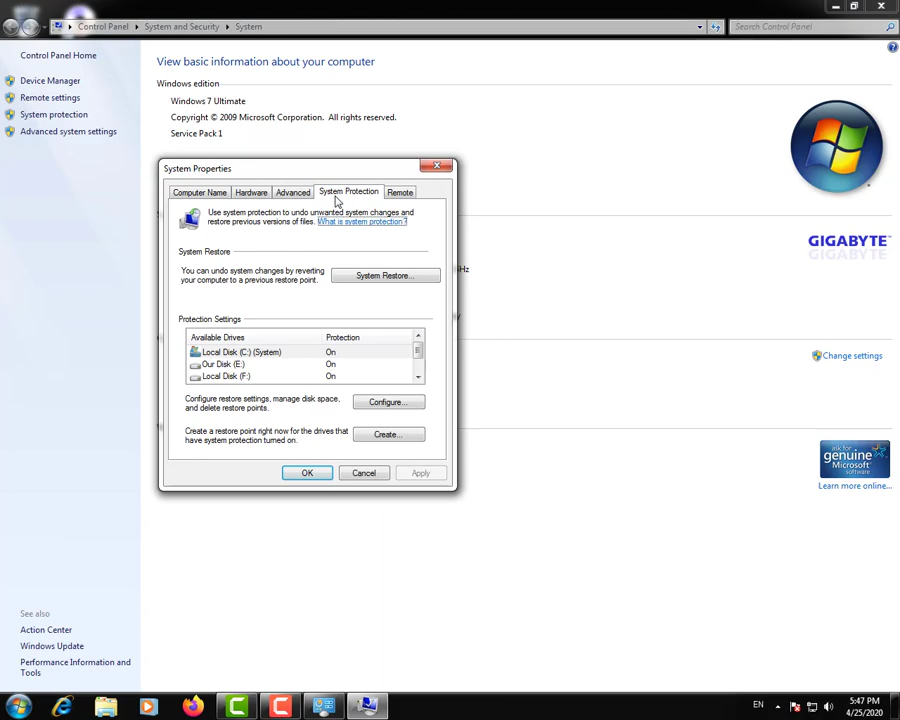 Control Panel
System and Security
System
Search Control Panel
Control Panel Home
Device Manager
Remote settings
System protection
Advanced system settings
View basic information about your computer
Windows edition
Windows 7 Ultimate
Copyright © 2009 Microsoft Corporation. All rights reserved.
Service Pack 1
System Properties
Computer Name
Hardware
Advanced
System Protection
Remote
Use system protection to undo unwanted system changes and
restore previous versions of files. What is system protection?
System Restore
You can undo system changes by reverting
your computer to a previous restore point.
System Restore...
Protection Settings
Available Drives
Protection
Local Disk (C:) (System)
On
Our Disk (E:)
On
Local Disk (F:)
On
Configure restore settings, manage disk space,
and delete restore points.
Configure...
Create a restore point right now for the drives that
have system protection turned on.
Create...
OK
Cancel
Apply
Hz
GIGABYTE™
Change settings
ask for
genuine
Microsoft
software
Learn more online...
See also
Action Center
Windows Update
Performance Information and
Tools
EN
5:47 PM
4/25/2020